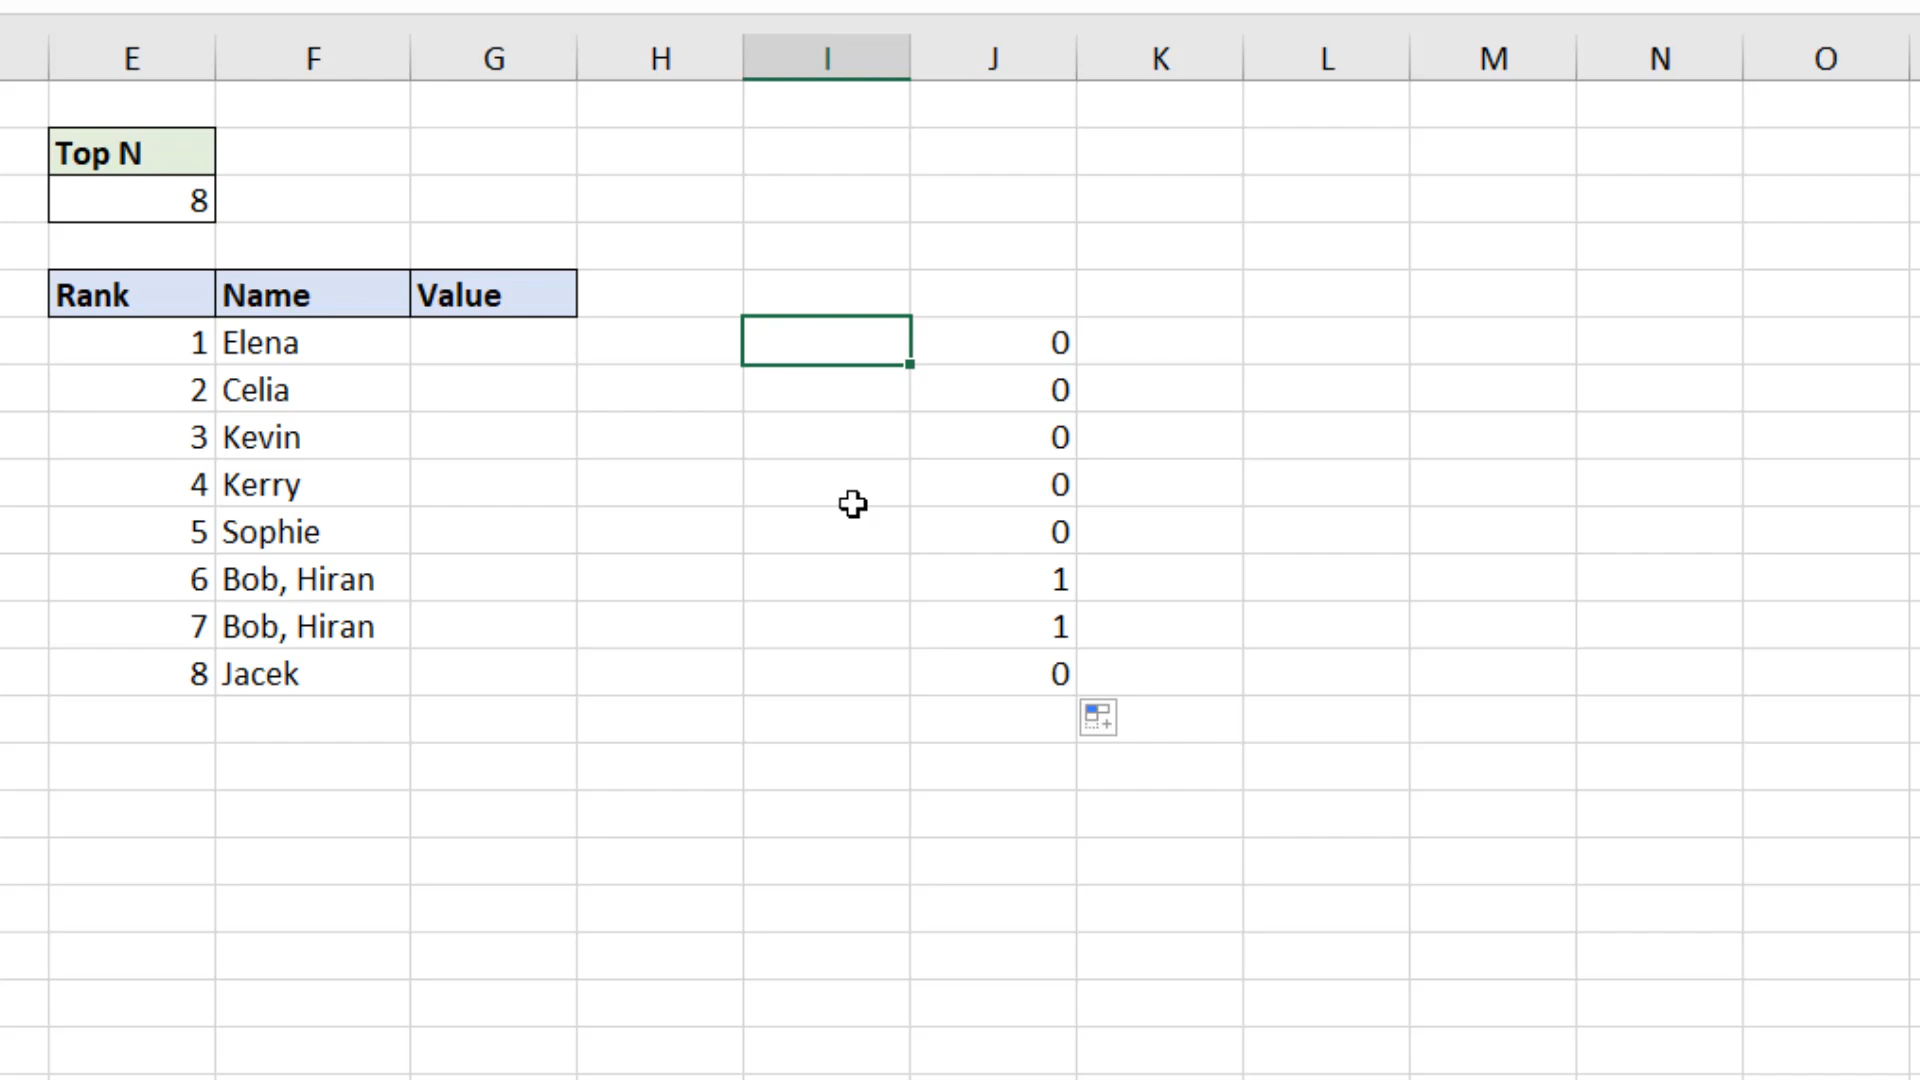 E F G H I J K L M N O
Top N
8
Rank Name Value
1 Elena 0
2 Celia 0
3 Kevin 0
4 Kerry 0
5 Sophie 0
6 Bob, Hiran 1
7 Bob, Hiran 1
8 Jacek 0